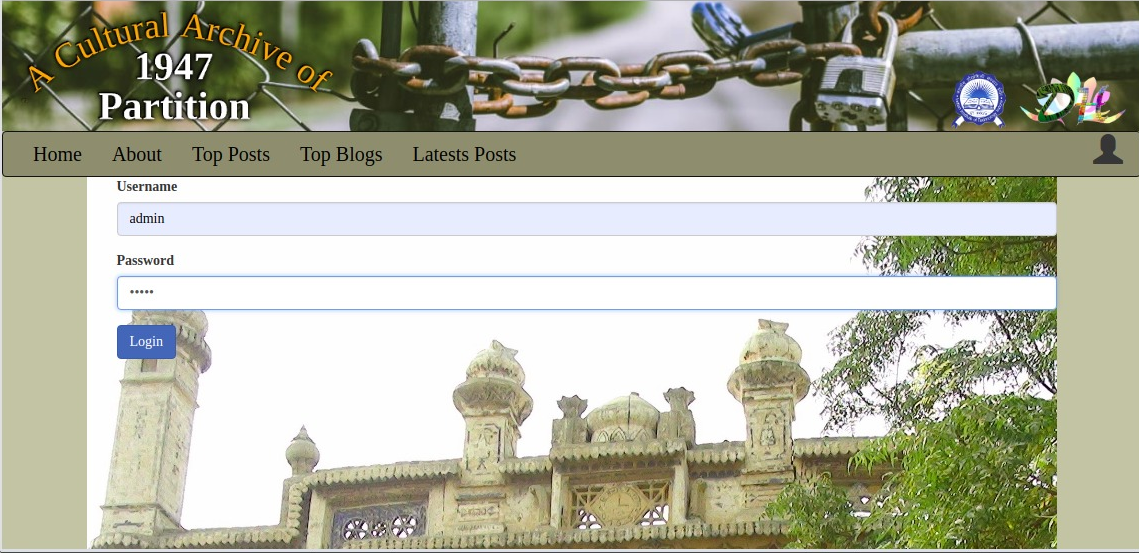 A Cultural Archive of
1947
Partition
Home About Top Posts Top Blogs Latests Posts
Username
admin
Password
•••••
Login